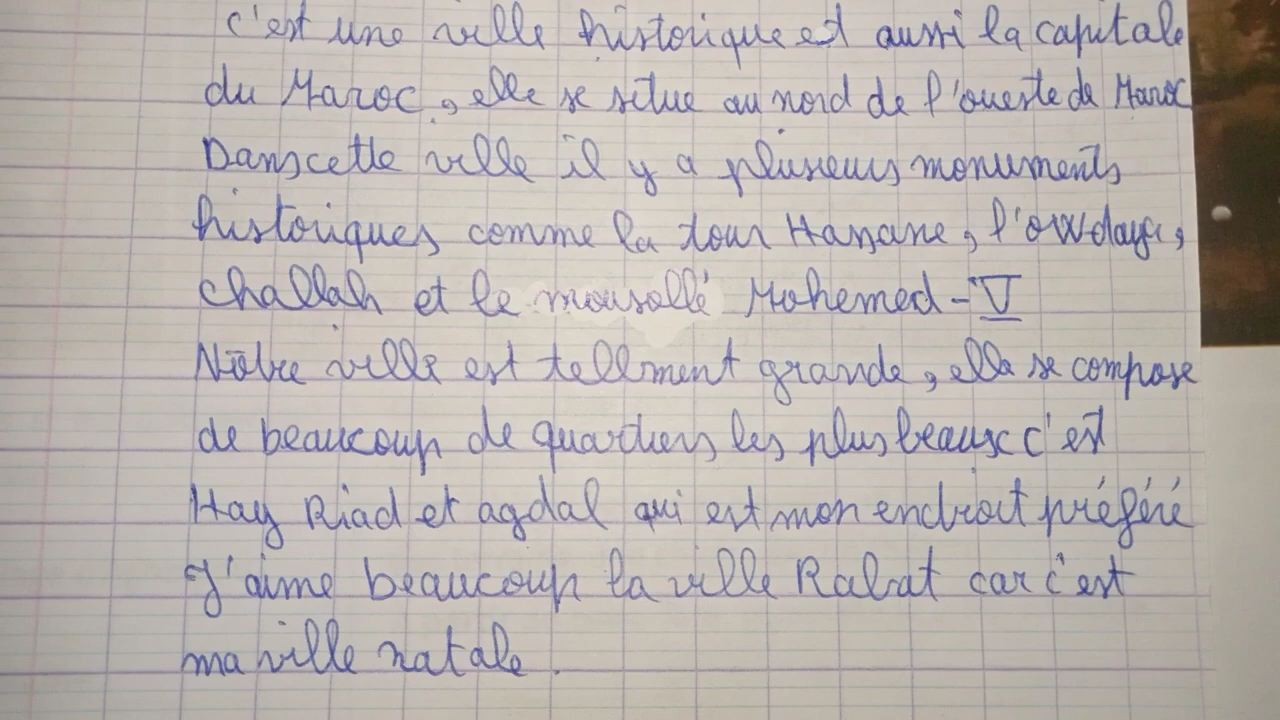 c'est une ville historique est aussi la capitale
du Maroc, elle se situe au nord de l'oueste de Maroc
Dans cette ville il y a plusieurs monuments
historiques comme la tour Hassane, l'owdaya,
challah et le mousollé Mohemed-V
Nôtre ville est tellment grande, elle se compose
de beaucoup de quartiers les plus beaux c'est
Hay Riad et agdal qui est mon endroit préféré
J'aime beaucoup la ville Rabat car c'est
ma ville natale.